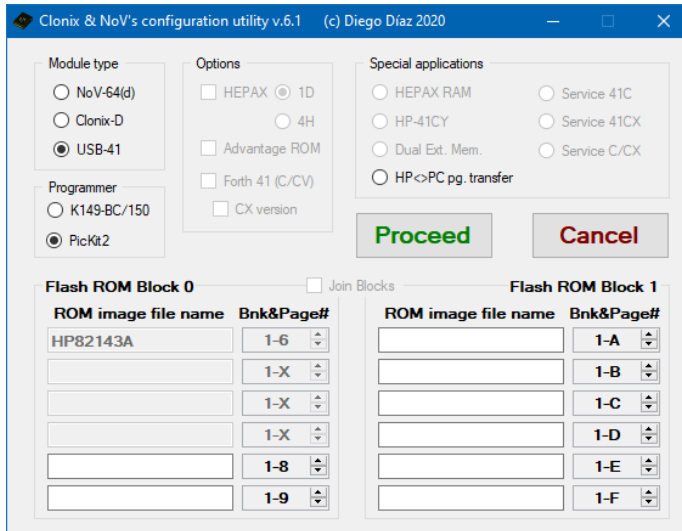 Clonix & NoV's configuration utility v.6.1 (c) Diego Díaz 2020
Module type
NoV-64(d)
Clonix-D
USB-41
Programmer
K149-BC/150
PicKit2
Options
HEPAX 1D
4H
Advantage ROM
Forth 41 (C/CV)
CX version
Special applications
HEPAX RAM Service 41C
HP-41CY Service 41CX
Dual Ext. Mem. Service C/CX
HP<>PC pg. transfer
Proceed Cancel
Flash ROM Block 0 Join Blocks Flash ROM Block 1
ROM image file name Bnk&Page# ROM image file name Bnk&Page#
HP82143A 1-6 1-A
1-X 1-B
1-X 1-C
1-X 1-D
1-8 1-E
1-9 1-F